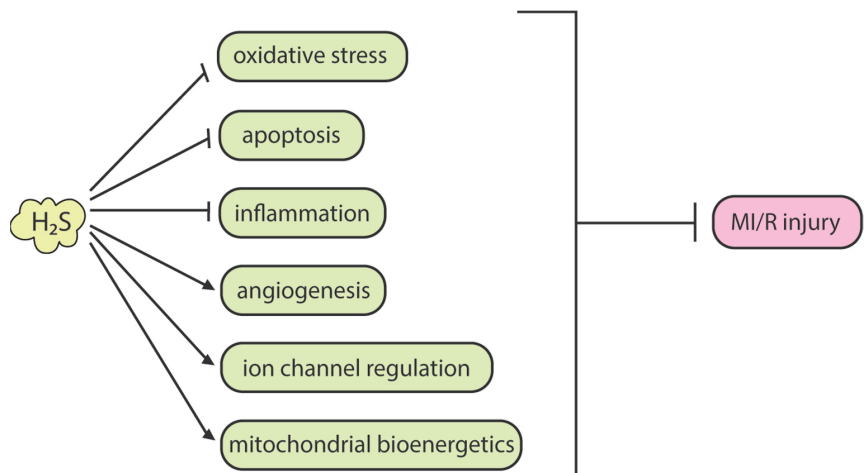 oxidative stress
apoptosis
H₂S
inflammation
MI/R injury
angiogenesis
ion channel regulation
mitochondrial bioenergetics